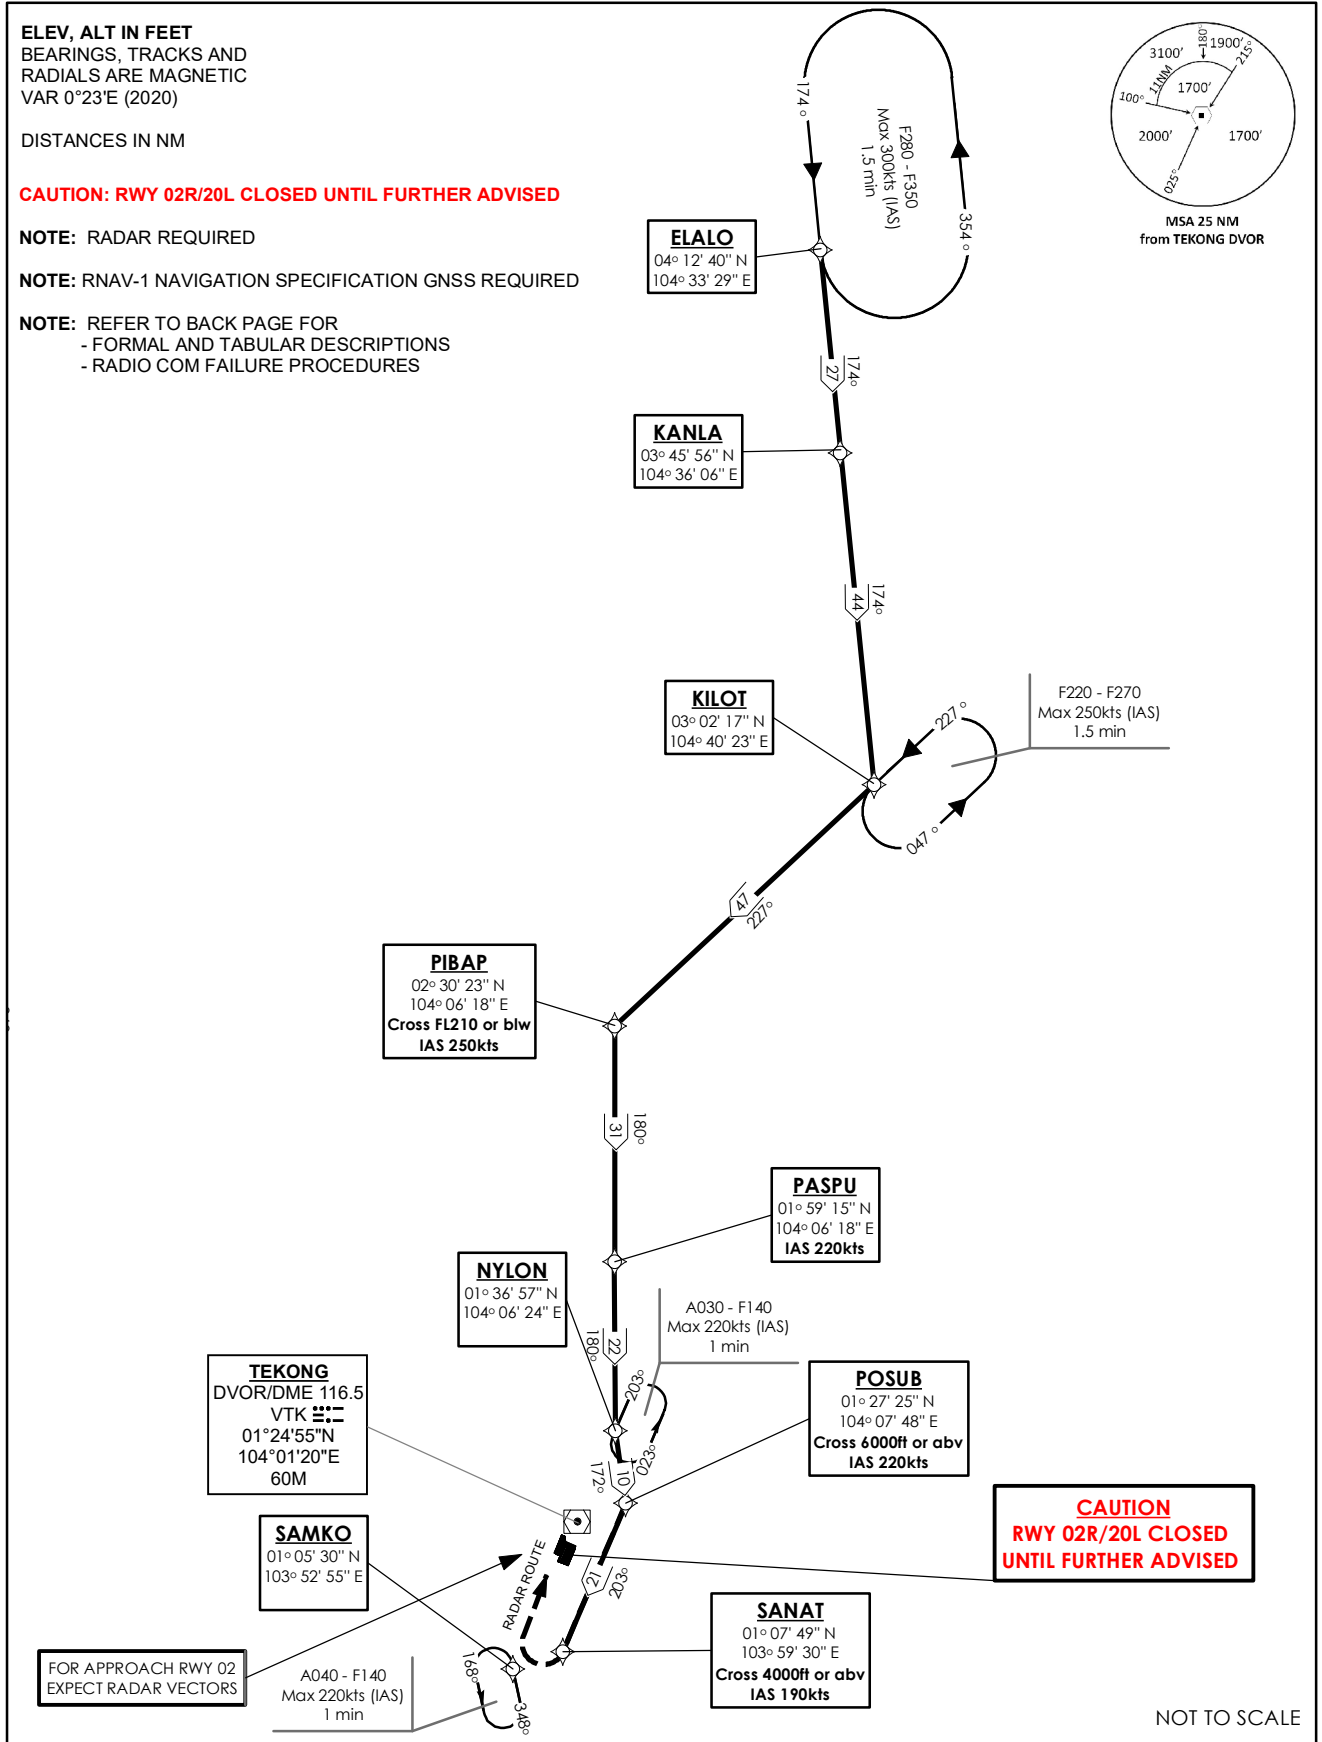 ELEV, ALT IN FEET
BEARINGS, TRACKS AND
RADIALS ARE MAGNETIC
VAR 0°23'E (2020)
DISTANCES IN NM
CAUTION: RWY 02R/20L CLOSED UNTIL FURTHER ADVISED
NOTE: RADAR REQUIRED
NOTE: RNAV-1 NAVIGATION SPECIFICATION GNSS REQUIRED
NOTE: REFER TO BACK PAGE FOR
- FORMAL AND TABULAR DESCRIPTIONS
- RADIO COM FAILURE PROCEDURES
174°
F280 - F350
Max 300kts (IAS)
1.5 min
354°
3100'
180°
1900'
215°
11NM
1700'
100°
2000'
1700'
025°
MSA 25 NM
from TEKONG DVOR
ELALO
04° 12' 40" N
104° 33' 29" E
27
174°
KANLA
03° 45' 56" N
104° 36' 06" E
44
174°
KILOT
03° 02' 17" N
104° 40' 23" E
227°
047°
F220 - F270
Max 250kts (IAS)
1.5 min
47
227°
PIBAP
02° 30' 23" N
104° 06' 18" E
Cross FL210 or blw
IAS 250kts
31
180°
PASPU
01° 59' 15" N
104° 06' 18" E
IAS 220kts
NYLON
01° 36' 57" N
104° 06' 24" E
22
180°
A030 - F140
Max 220kts (IAS)
1 min
203°
023°
10
172°
TEKONG
DVOR/DME 116.5
VTK
01°24'55"N
104°01'20"E
60M
POSUB
01° 27' 25" N
104° 07' 48" E
Cross 6000ft or abv
IAS 220kts
CAUTION
RWY 02R/20L CLOSED
UNTIL FURTHER ADVISED
SAMKO
01° 05' 30" N
103° 52' 55" E
RADAR ROUTE
21
203°
SANAT
01° 07' 49" N
103° 59' 30" E
Cross 4000ft or abv
IAS 190kts
FOR APPROACH RWY 02
EXPECT RADAR VECTORS
A040 - F140
Max 220kts (IAS)
1 min
168°
348°
NOT TO SCALE